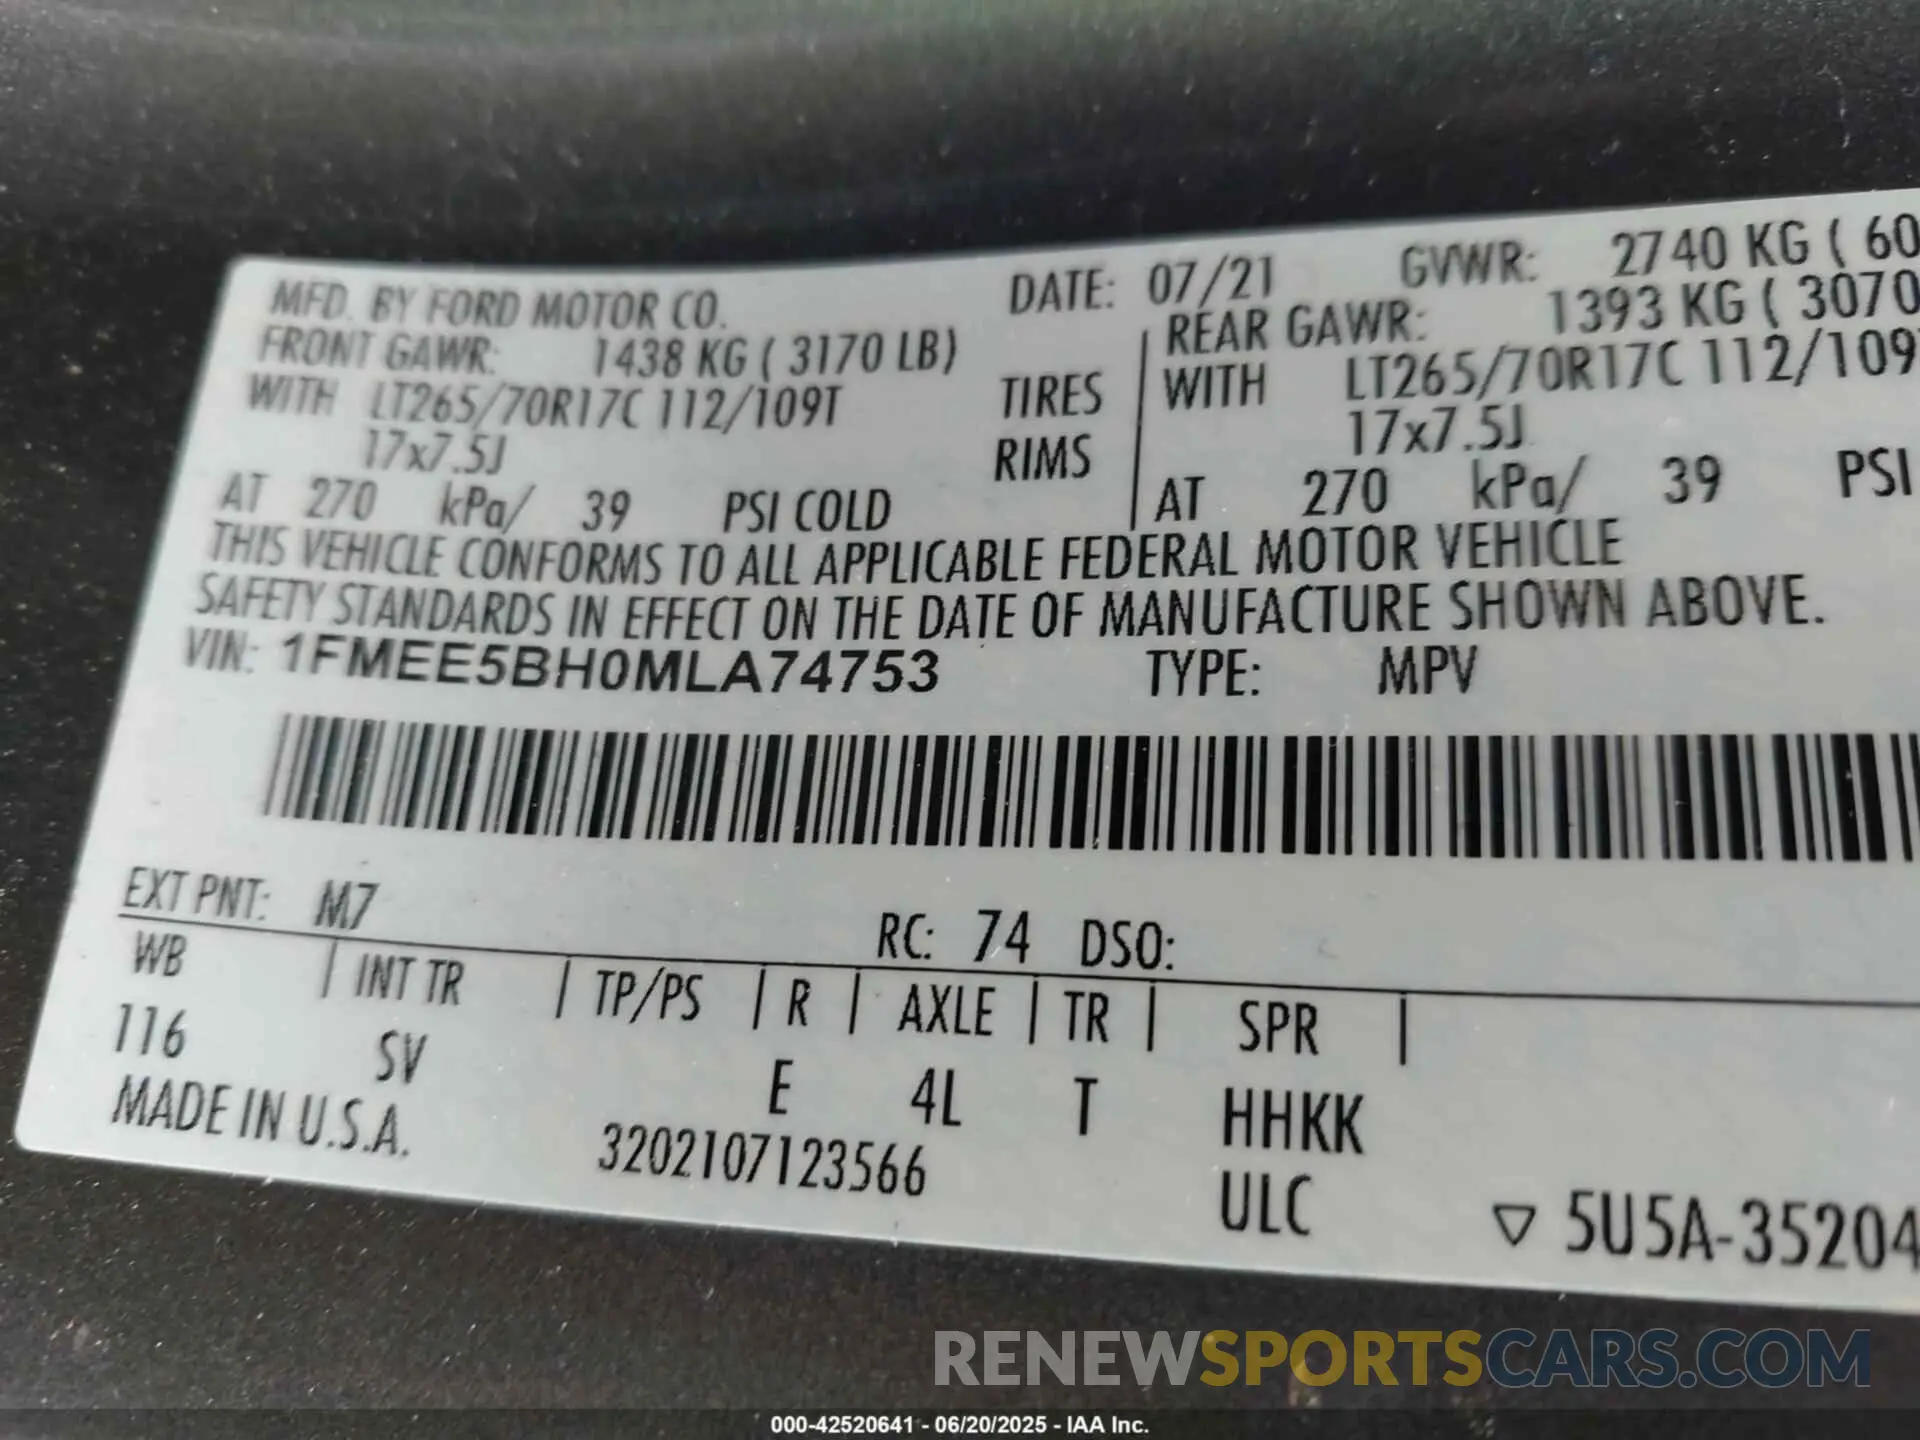 MFD. BY FORD MOTOR CO. DATE: 07/21 GVWR: 2740 KG ( 60
FRONT GAWR: 1438 KG ( 3170 LB) REAR GAWR: 1393 KG ( 3070
WITH LT265/70R17C 112/109T TIRES WITH LT265/70R17C 112/109
17x7.5J RIMS 17x7.5J
AT 270 kPa/ 39 PSI COLD AT 270 kPa/ 39 PSI
THIS VEHICLE CONFORMS TO ALL APPLICABLE FEDERAL MOTOR VEHICLE
SAFETY STANDARDS IN EFFECT ON THE DATE OF MANUFACTURE SHOWN ABOVE.
VIN: 1FMEE5BH0MLA74753 TYPE: MPV
EXT PNT: M7 RC: 74 DSO:
WB | INT TR | TP/PS | R | AXLE | TR | SPR |
116 SV E 4L T HHKK
MADE IN U.S.A. 3202107123566 ULC ▽ 5U5A-35204
RENEWSPORTSCARS.COM
000-42520641 - 06/20/2025 - IAA Inc.